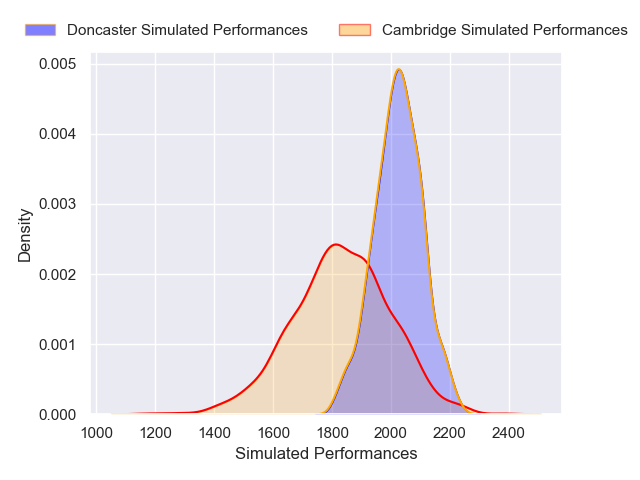 Doncaster Simulated Performances
Cambridge Simulated Performances
0.005
0.004
0.003
0.002
0.001
0.000
Density
1000 1200 1400 1600 1800 2000 2200 2400
Simulated Performances